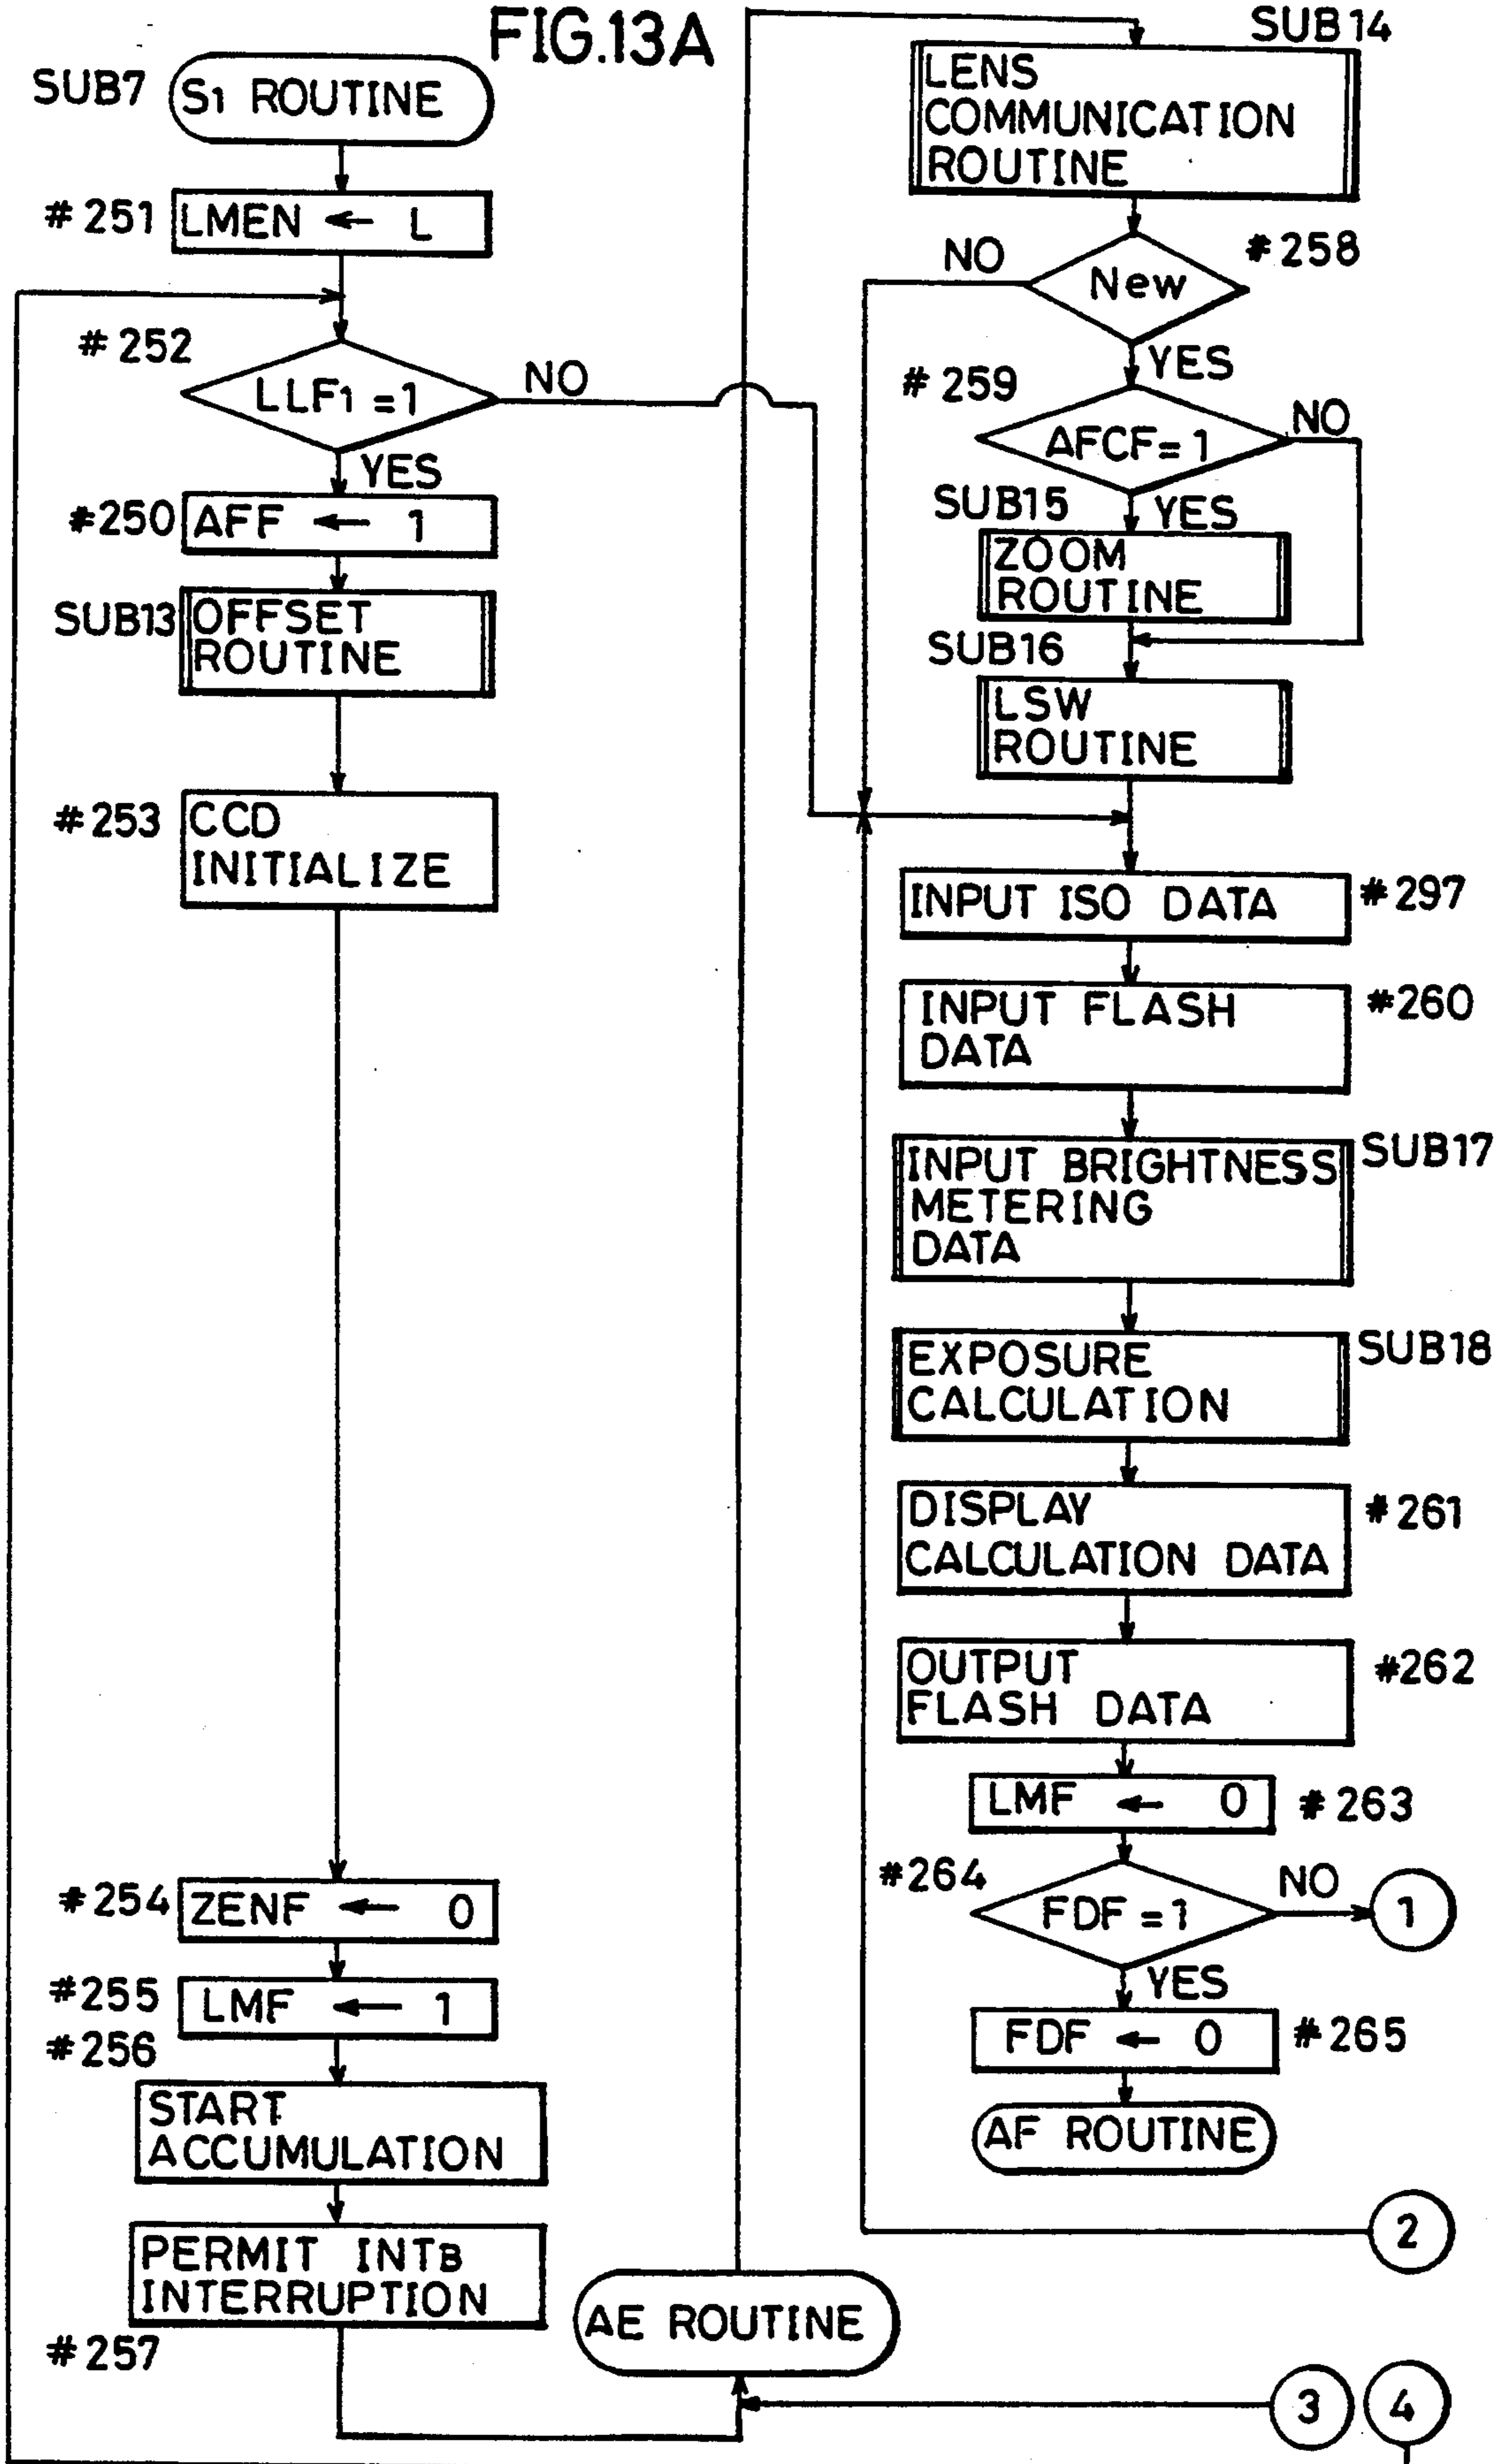 FIG.13A
SUB7
S1 ROUTINE
#251
LMEN ← L
#252
LLF1 = 1
NO
YES
#250
AFF ← 1
SUB13
OFFSET
ROUTINE
#253
CCD
INITIALIZE
#254
ZENF ← 0
#255
LMF ← 1
#256
START
ACCUMULATION
PERMIT INTB
INTERRUPTION
#257
AE ROUTINE
SUB14
LENS
COMMUNICATION
ROUTINE
#258
New
NO
YES
#259
AFCF = 1
NO
YES
SUB15
ZOOM
ROUTINE
SUB16
LSW
ROUTINE
INPUT ISO DATA
#297
INPUT FLASH
DATA
#260
INPUT BRIGHTNESS
METERING
DATA
SUB17
EXPOSURE
CALCULATION
SUB18
DISPLAY
CALCULATION DATA
#261
OUTPUT
FLASH DATA
#262
LMF ← 0
#263
#264
FDF = 1
NO
1
YES
FDF ← 0
#265
AF ROUTINE
2
3
4